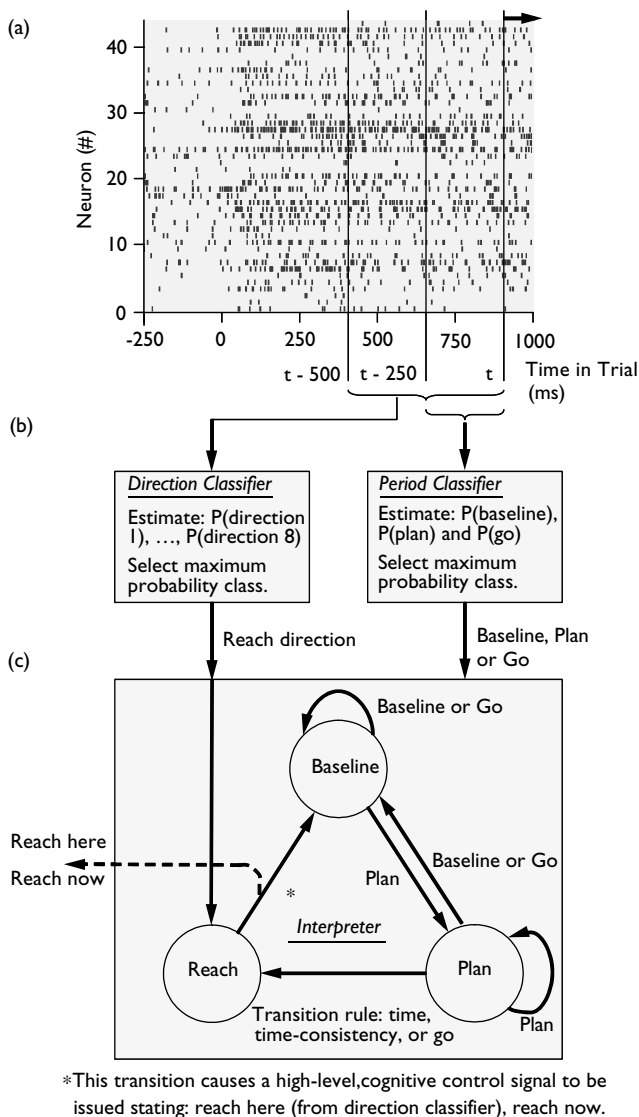 (a)
40
30
20
10
0
Neuron (#)
-250
0
250
500
750
1000
t - 500
t - 250
t
Time in Trial
(ms)
(b)
Direction Classifier
Estimate: P(direction
1), …, P(direction 8)
Select maximum
probability class.
Period Classifier
Estimate: P(baseline),
P(plan) and P(go)
Select maximum
probability class.
Reach direction
Baseline, Plan
or Go
(c)
Baseline or Go
Baseline
Reach here
Reach now
Baseline or Go
Plan
*
Interpreter
Reach
Plan
Plan
Transition rule: time,
time-consistency, or go
*This transition causes a high-level,cognitive control signal to be
issued stating: reach here (from direction classifier), reach now.